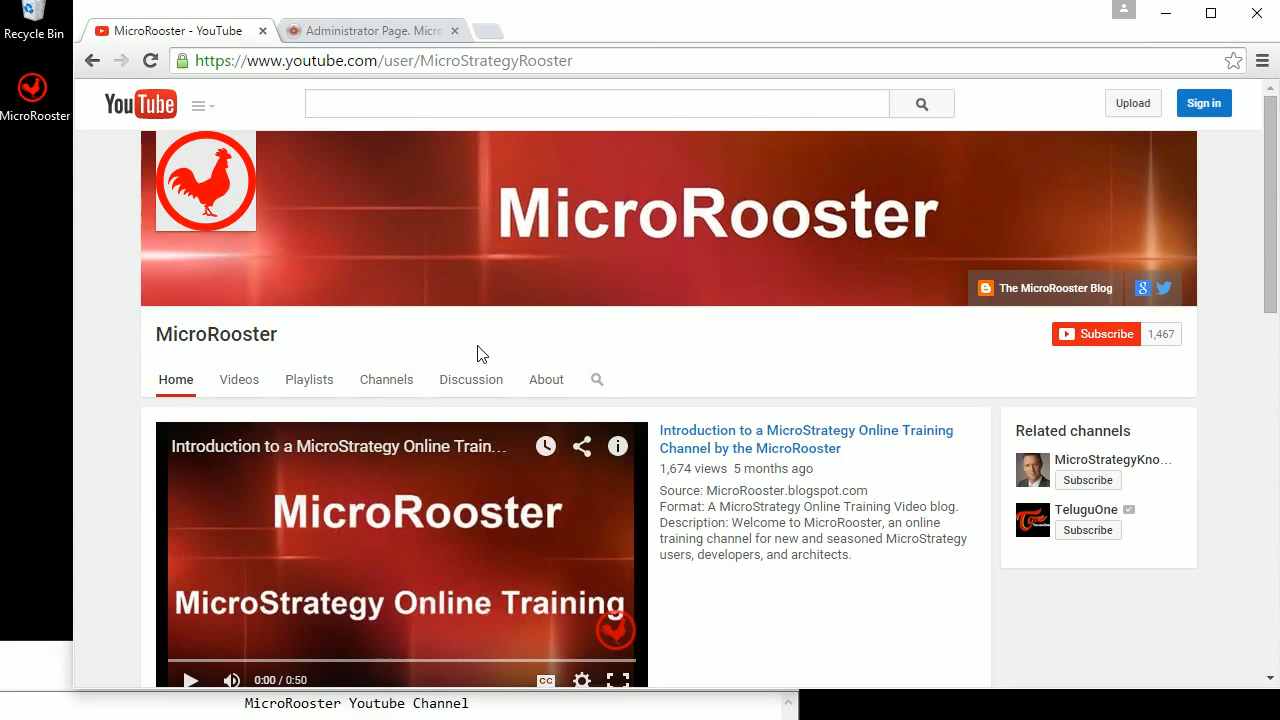 Recycle Bin
MicroRooster
MicroRooster - YouTube
Administrator Page. Micro
https://www.youtube.com/user/MicroStrategyRooster
YouTube
Upload
Sign in
MicroRooster
The MicroRooster Blog
MicroRooster
Subscribe 1,467
Home Videos Playlists Channels Discussion About
Introduction to a MicroStrategy Online Train...
MicroRooster
MicroStrategy Online Training
0:00 / 0:50
CC
Introduction to a MicroStrategy Online Training
Channel by the MicroRooster
1,674 views 5 months ago
Source: MicroRooster.blogspot.com
Format: A MicroStrategy Online Training Video blog.
Description: Welcome to MicroRooster, an online
training channel for new and seasoned MicroStrategy
users, developers, and architects.
Related channels
MicroStrategyKno...
Subscribe
TeluguOne
Subscribe
MicroRooster Youtube Channel